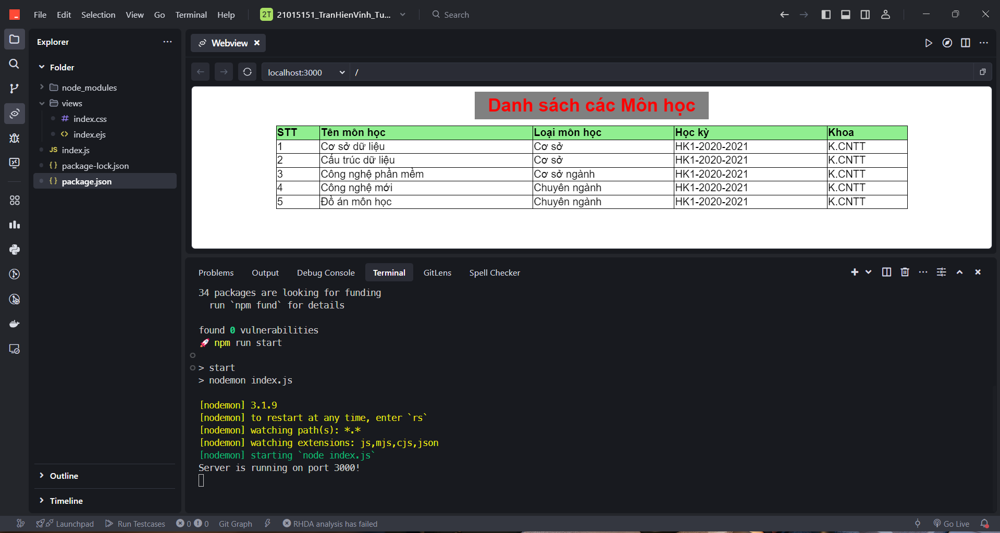 File Edit Selection View Go Terminal Help 2T 21015151_TranHienVinh_Tu... Search
Explorer
Folder
node_modules
views
# index.css
<> index.ejs
JS index.js
{} package-lock.json
{} package.json
Outline
Timeline
Webview
localhost:3000 /
Danh sách các Môn học
STT Tên môn học Loại môn học Học kỳ Khoa
1 Cơ sở dữ liệu Cơ sở HK1-2020-2021 K.CNTT
2 Cấu trúc dữ liệu Cơ sở HK1-2020-2021 K.CNTT
3 Công nghệ phần mềm Cơ sở ngành HK1-2020-2021 K.CNTT
4 Công nghệ mới Chuyên ngành HK1-2020-2021 K.CNTT
5 Đồ án môn học Chuyên ngành HK1-2020-2021 K.CNTT
Problems Output Debug Console Terminal GitLens Spell Checker
34 packages are looking for funding
run `npm fund` for details
found 0 vulnerabilities
🚀 npm run start
> start
> nodemon index.js
[nodemon] 3.1.9
[nodemon] to restart at any time, enter `rs`
[nodemon] watching path(s): *.*
[nodemon] watching extensions: js,mjs,cjs,json
[nodemon] starting `node index.js`
Server is running on port 3000!
Launchpad Run Testcases 0 0 Git Graph RHDA analysis has failed Go Live